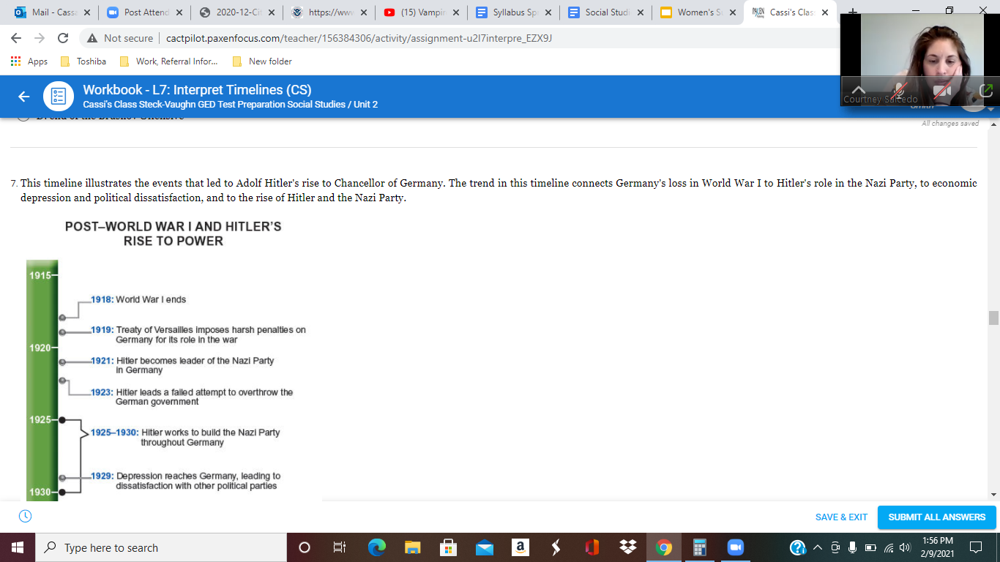 Mail - Cassa
Post Attend
2020-12-Cit
https://www
(15) Vampir
Syllabus Sp
Social Studi
Women's S
PAXEN
Cassi's Clas
Not secure
cactpilot.paxenfocus.com/teacher/156384306/activity/assignment-u2l7interpre_EZX9J
Apps
Toshiba
Work, Referral Infor...
New folder
Workbook - L7: Interpret Timelines (CS)
Cassi's Class Steck-Vaughn GED Test Preparation Social Studies / Unit 2
Courtney Salcedo
Smith
All changes saved
7. This timeline illustrates the events that led to Adolf Hitler's rise to Chancellor of Germany. The trend in this timeline connects Germany's loss in World War I to Hitler's role in the Nazi Party, to economic
depression and political dissatisfaction, and to the rise of Hitler and the Nazi Party.
POST–WORLD WAR I AND HITLER'S
RISE TO POWER
1915
1918: World War I ends
1919: Treaty of Versailles imposes harsh penalties on
Germany for its role in the war
1920
1921: Hitler becomes leader of the Nazi Party
in Germany
1923: Hitler leads a failed attempt to overthrow the
German government
1925
1925–1930: Hitler works to build the Nazi Party
throughout Germany
1929: Depression reaches Germany, leading to
dissatisfaction with other political parties
1930
SAVE & EXIT
SUBMIT ALL ANSWERS
Type here to search
1:56 PM
2/9/2021